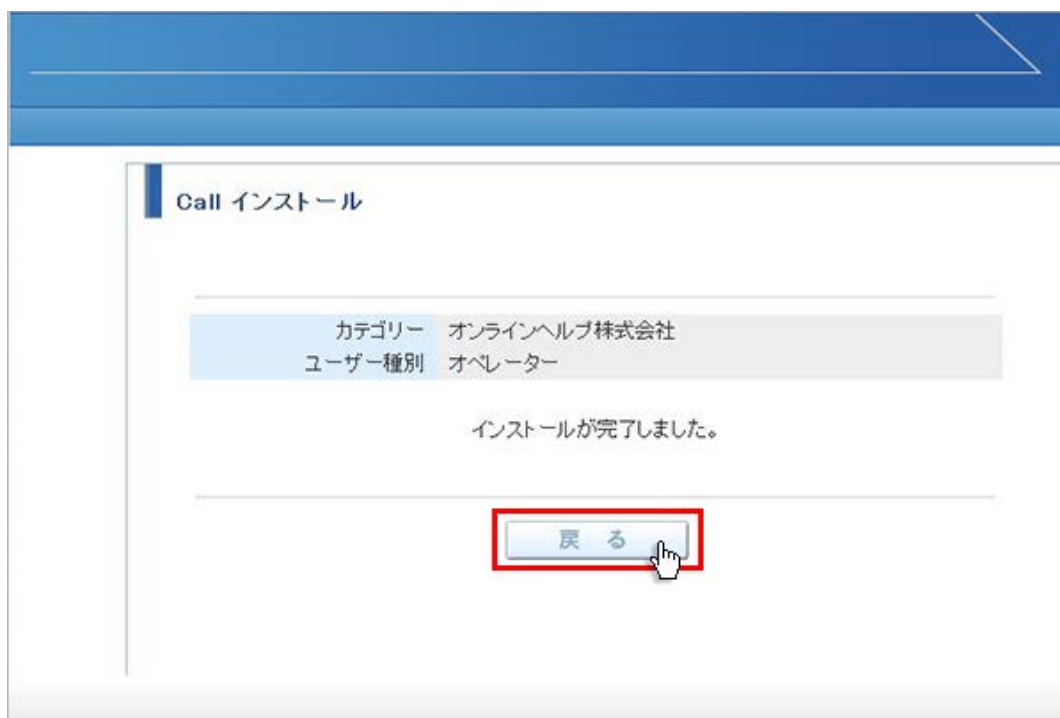 Call インストール
カテゴリー オンラインヘルプ株式会社
ユーザー種別 オペレーター
インストールが完了しました。
戻 る